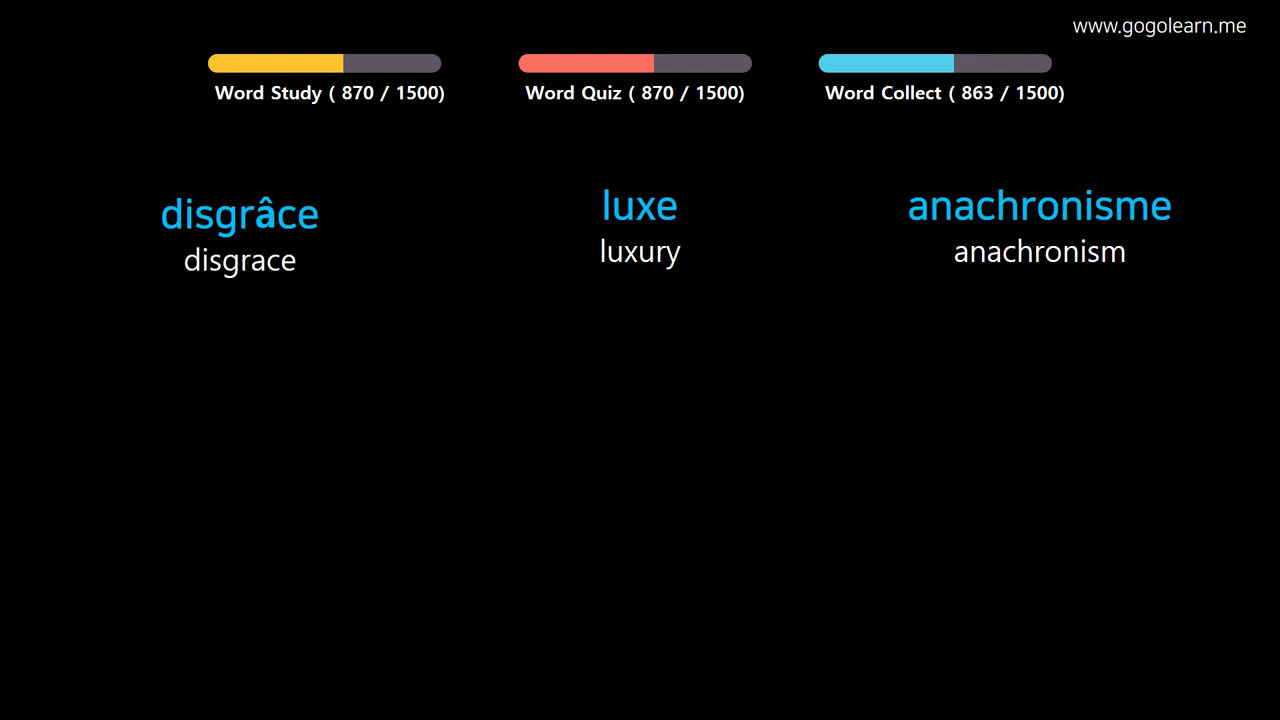 www.gogolearn.me
Word Study ( 870 / 1500)
Word Quiz ( 870 / 1500)
Word Collect ( 863 / 1500)
disgrâce
disgrace
luxe
luxury
anachronisme
anachronism